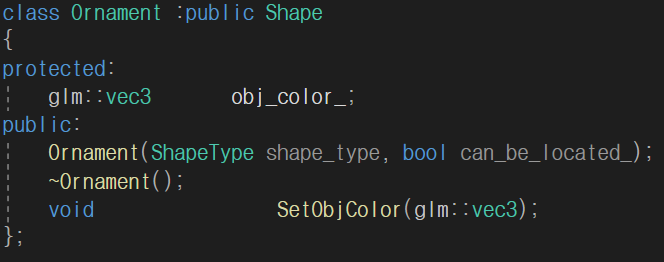 class Ornament :public Shape
{
protected:
glm::vec3 obj_color_;
public:
Ornament(ShapeType shape_type, bool can_be_located_);
~Ornament();
void SetObjColor(glm::vec3);
};